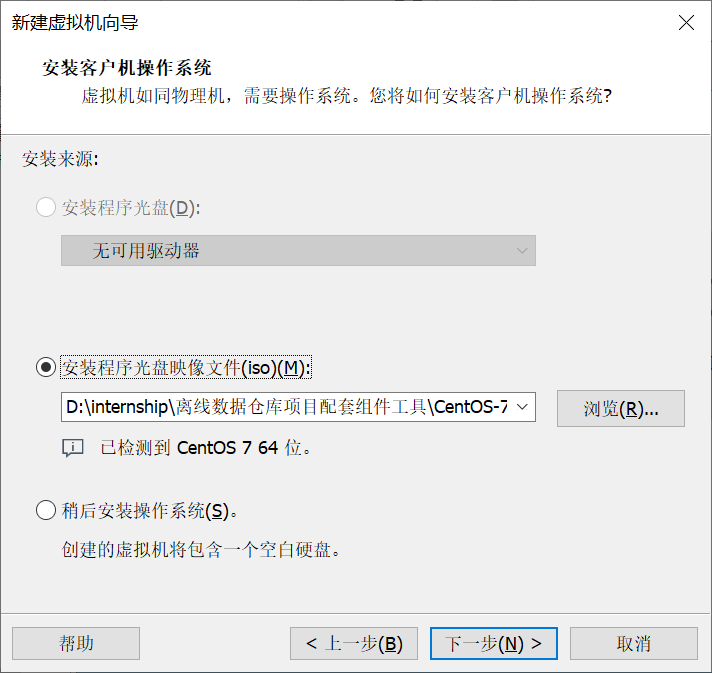 新建虚拟机向导
安装客户机操作系统
虚拟机如同物理机，需要操作系统。您将如何安装客户机操作系统?
安装来源:
安装程序光盘(D):
无可用驱动器
安装程序光盘映像文件(iso)(M):
D:\internship\离线数据仓库项目配套组件工具\CentOS-7
浏览(R)...
已检测到 CentOS 7 64 位。
稍后安装操作系统(S)。
创建的虚拟机将包含一个空白硬盘。
帮助
< 上一步(B)
下一步(N) >
取消